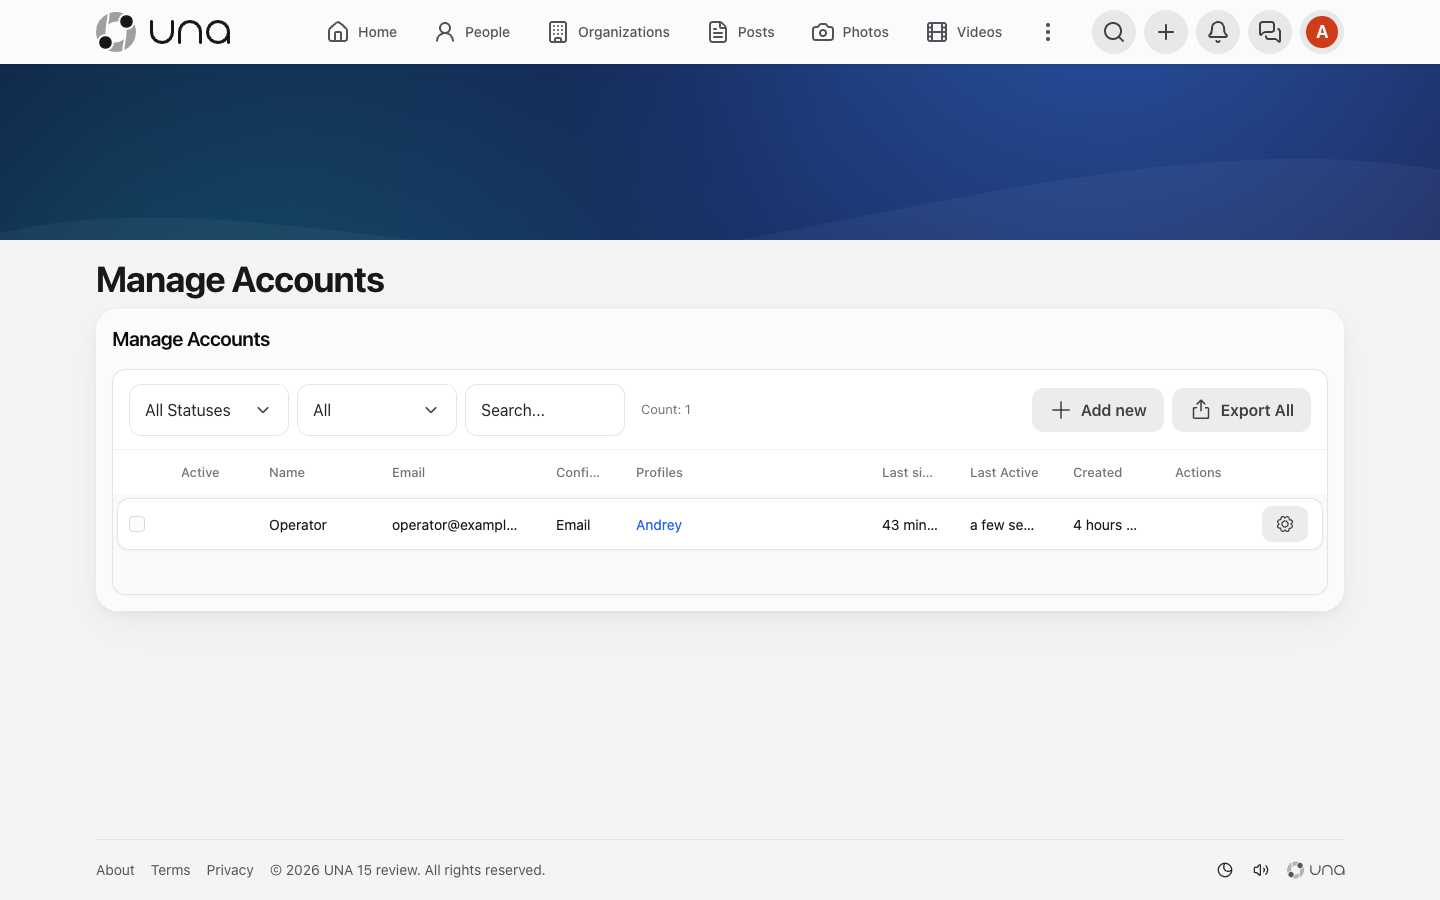 una
Home
People
Organizations
Posts
Photos
Videos
A
Manage Accounts
Manage Accounts
All Statuses
All
Search...
Count: 1
Add new
Export All
Active
Name
Email
Confi...
Profiles
Last si...
Last Active
Created
Actions
Operator
operator@exampl...
Email
Andrey
43 min...
a few se...
4 hours ...
About
Terms
Privacy
© 2026 UNA 15 review. All rights reserved.
una